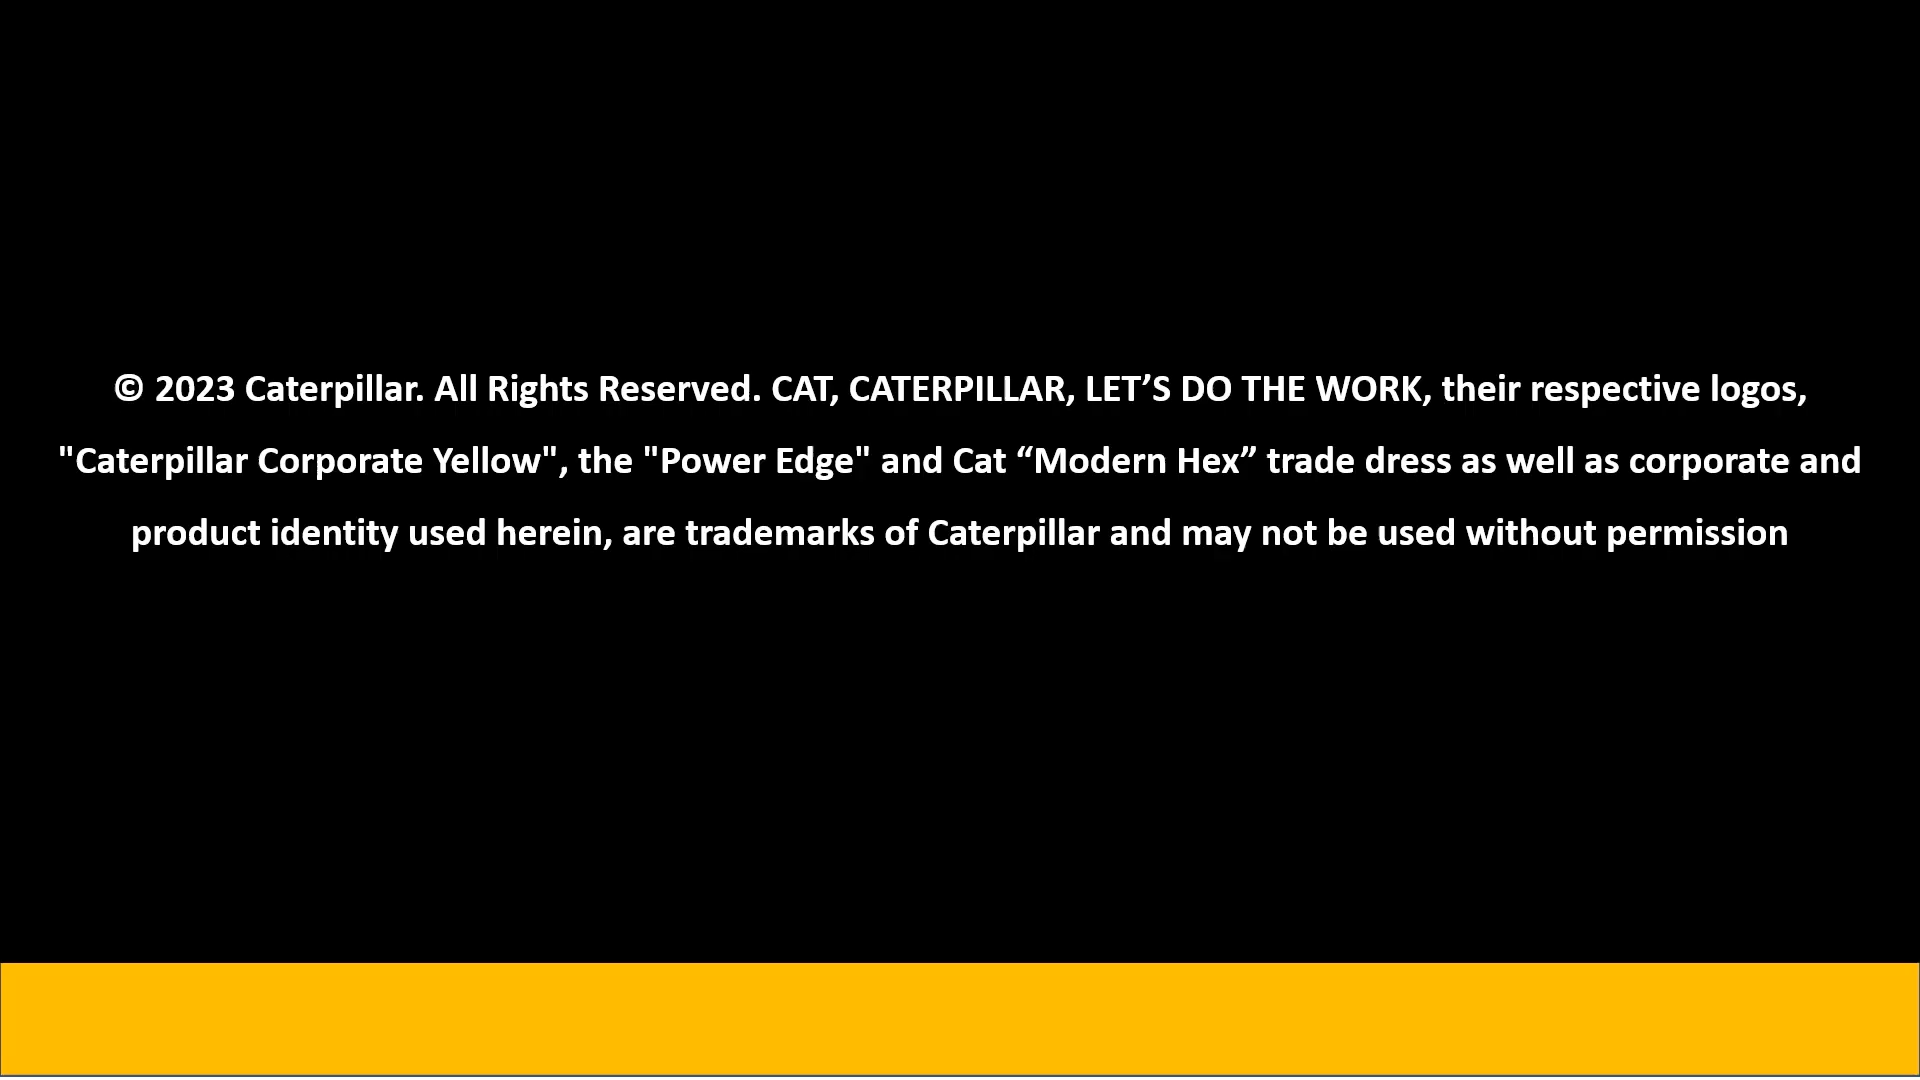 © 2023 Caterpillar. All Rights Reserved. CAT, CATERPILLAR, LET’S DO THE WORK, their respective logos,
"Caterpillar Corporate Yellow", the "Power Edge" and Cat “Modern Hex” trade dress as well as corporate and
product identity used herein, are trademarks of Caterpillar and may not be used without permission